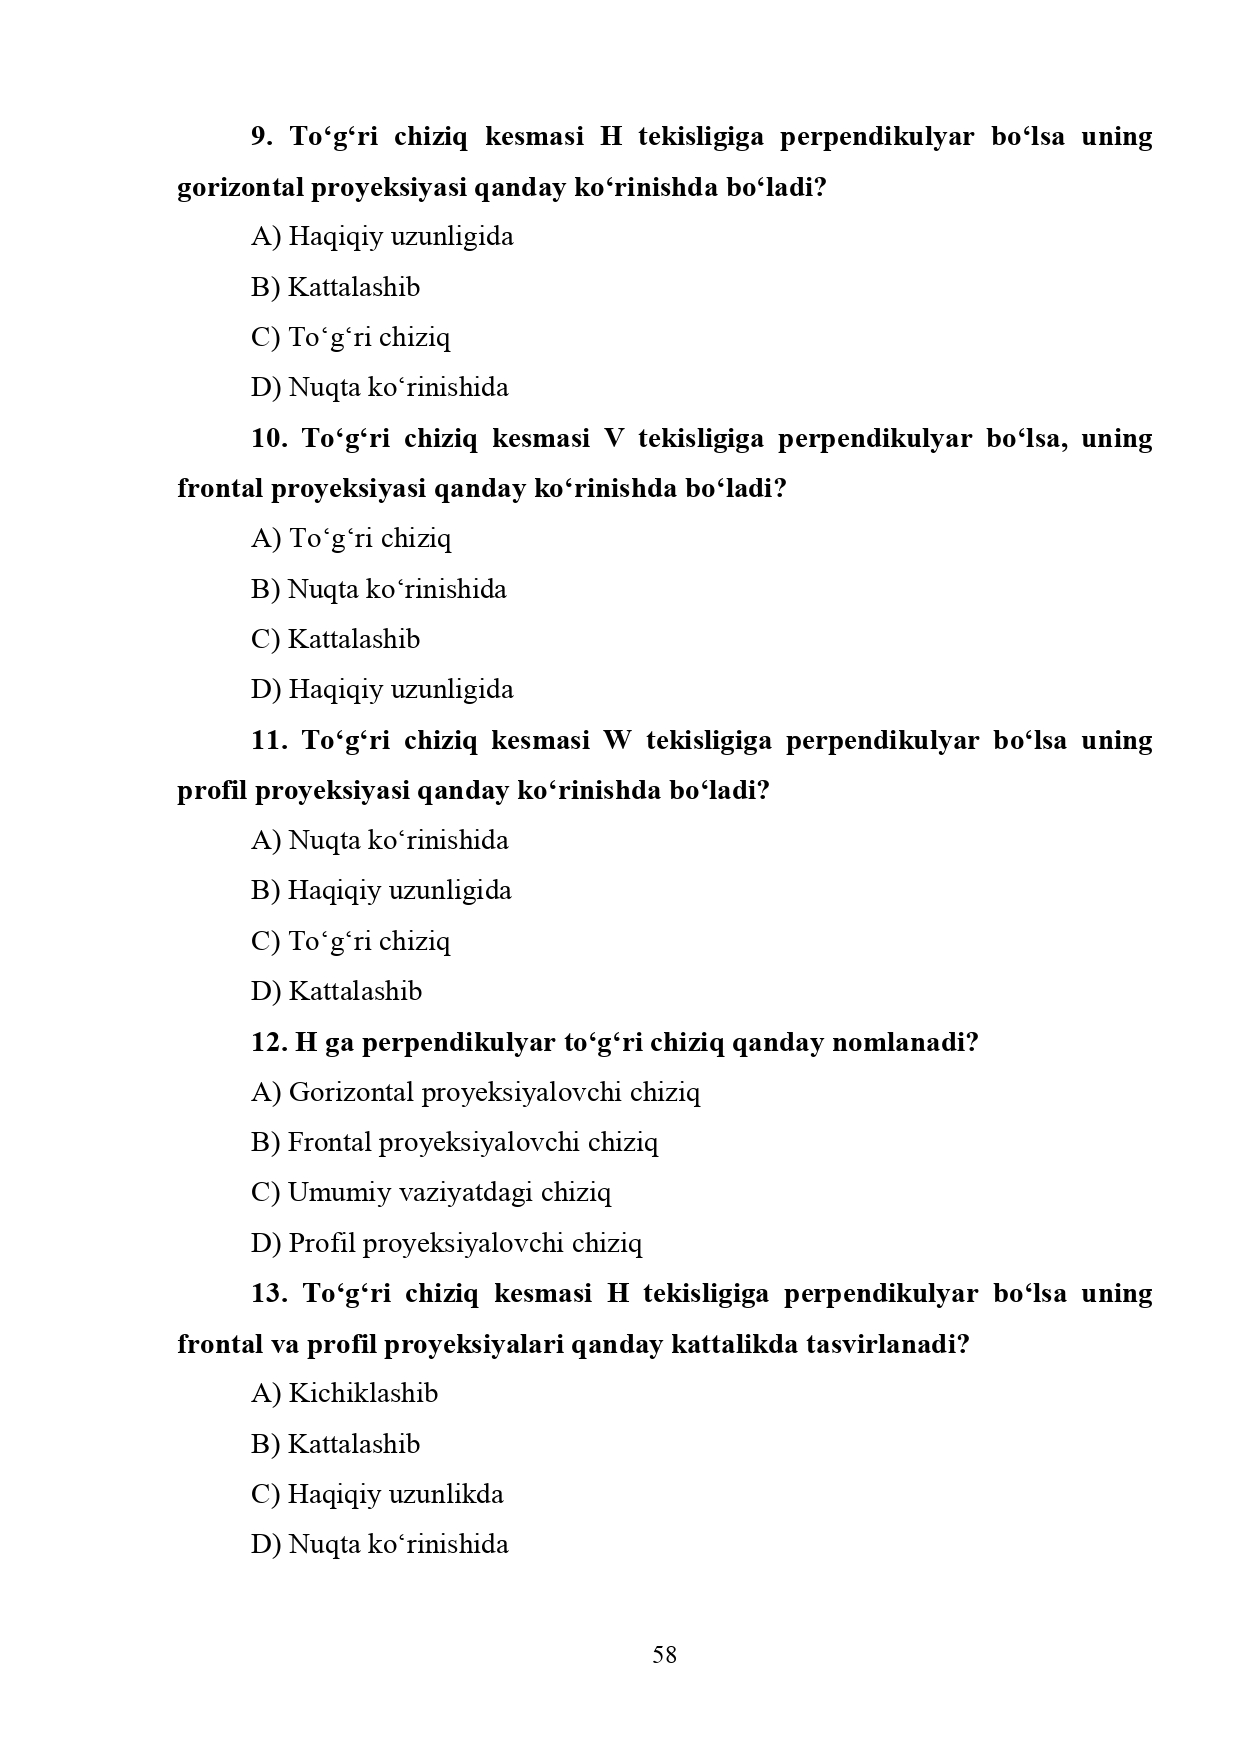 9. To‘g‘ri chiziq kesmasi H tekisligiga perpendikulyar bo‘lsa uning
gorizontal proyeksiyasi qanday ko‘rinishda bo‘ladi?
A) Haqiqiy uzunligida
B) Kattalashib
C) To‘g‘ri chiziq
D) Nuqta ko‘rinishida
10. To‘g‘ri chiziq kesmasi V tekisligiga perpendikulyar bo‘lsa, uning
frontal proyeksiyasi qanday ko‘rinishda bo‘ladi?
A) To‘g‘ri chiziq
B) Nuqta ko‘rinishida
C) Kattalashib
D) Haqiqiy uzunligida
11. To‘g‘ri chiziq kesmasi W tekisligiga perpendikulyar bo‘lsa uning
profil proyeksiyasi qanday ko‘rinishda bo‘ladi?
A) Nuqta ko‘rinishida
B) Haqiqiy uzunligida
C) To‘g‘ri chiziq
D) Kattalashib
12. H ga perpendikulyar to‘g‘ri chiziq qanday nomlanadi?
A) Gorizontal proyeksiyalovchi chiziq
B) Frontal proyeksiyalovchi chiziq
C) Umumiy vaziyatdagi chiziq
D) Profil proyeksiyalovchi chiziq
13. To‘g‘ri chiziq kesmasi H tekisligiga perpendikulyar bo‘lsa uning
frontal va profil proyeksiyalari qanday kattalikda tasvirlanadi?
A) Kichiklashib
B) Kattalashib
C) Haqiqiy uzunlikda
D) Nuqta ko‘rinishida
58